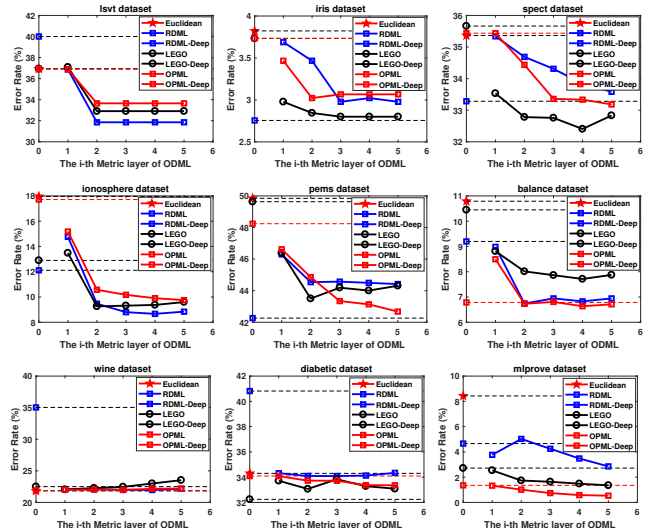 lsvt dataset
Error Rate (%)
42
40
38
36
34
32
30
0 1 2 3 4 5 6
The i-th Metric layer of ODML
Euclidean
RDML
RDML-Deep
LEGO
LEGO-Deep
OPML
OPML-Deep
iris dataset
Error Rate (%)
4
3.5
3
2.5
0 1 2 3 4 5 6
The i-th Metric layer of ODML
Euclidean
RDML
RDML-Deep
LEGO
LEGO-Deep
OPML
OPML-Deep
spect dataset
Error Rate (%)
36
35
34
33
32
0 1 2 3 4 5 6
The i-th Metric layer of ODML
Euclidean
RDML
RDML-Deep
LEGO
LEGO-Deep
OPML
OPML-Deep
ionosphere dataset
Error Rate (%)
18
16
14
12
10
8
0 1 2 3 4 5 6
The i-th Metric layer of ODML
Euclidean
RDML
RDML-Deep
LEGO
LEGO-Deep
OPML
OPML-Deep
pems dataset
Error Rate (%)
50
48
46
44
42
0 1 2 3 4 5 6
The i-th Metric layer of ODML
Euclidean
RDML
RDML-Deep
LEGO
LEGO-Deep
OPML
OPML-Deep
balance dataset
Error Rate (%)
11
10
9
8
7
6
0 1 2 3 4 5 6
The i-th Metric layer of ODML
Euclidean
RDML
RDML-Deep
LEGO
LEGO-Deep
OPML
OPML-Deep
wine dataset
Error Rate (%)
40
35
30
25
20
0 1 2 3 4 5 6
The i-th Metric layer of ODML
Euclidean
RDML
RDML-Deep
LEGO
LEGO-Deep
OPML
OPML-Deep
diabetic dataset
Error Rate (%)
42
40
38
36
34
32
0 1 2 3 4 5 6
The i-th Metric layer of ODML
Euclidean
RDML
RDML-Deep
LEGO
LEGO-Deep
OPML
OPML-Deep
mlprove dataset
Error Rate (%)
10
8
6
4
2
0
0 1 2 3 4 5 6
The i-th Metric layer of ODML
Euclidean
RDML
RDML-Deep
LEGO
LEGO-Deep
OPML
OPML-Deep